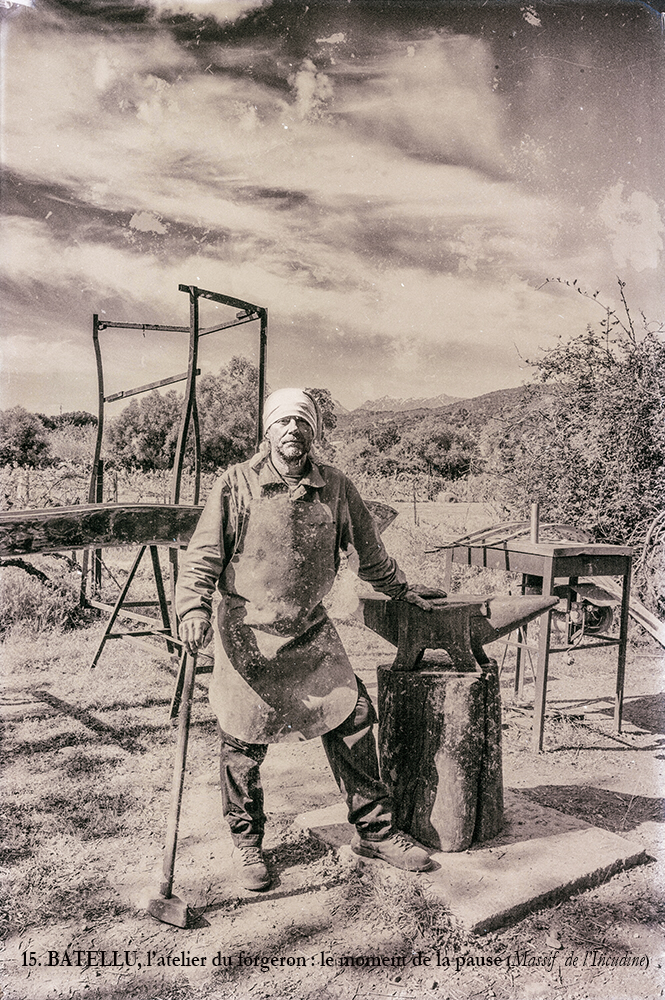 15. BATELLU, l'atelier du forgeron : le moment de la pause (Massif de l'Incudine)